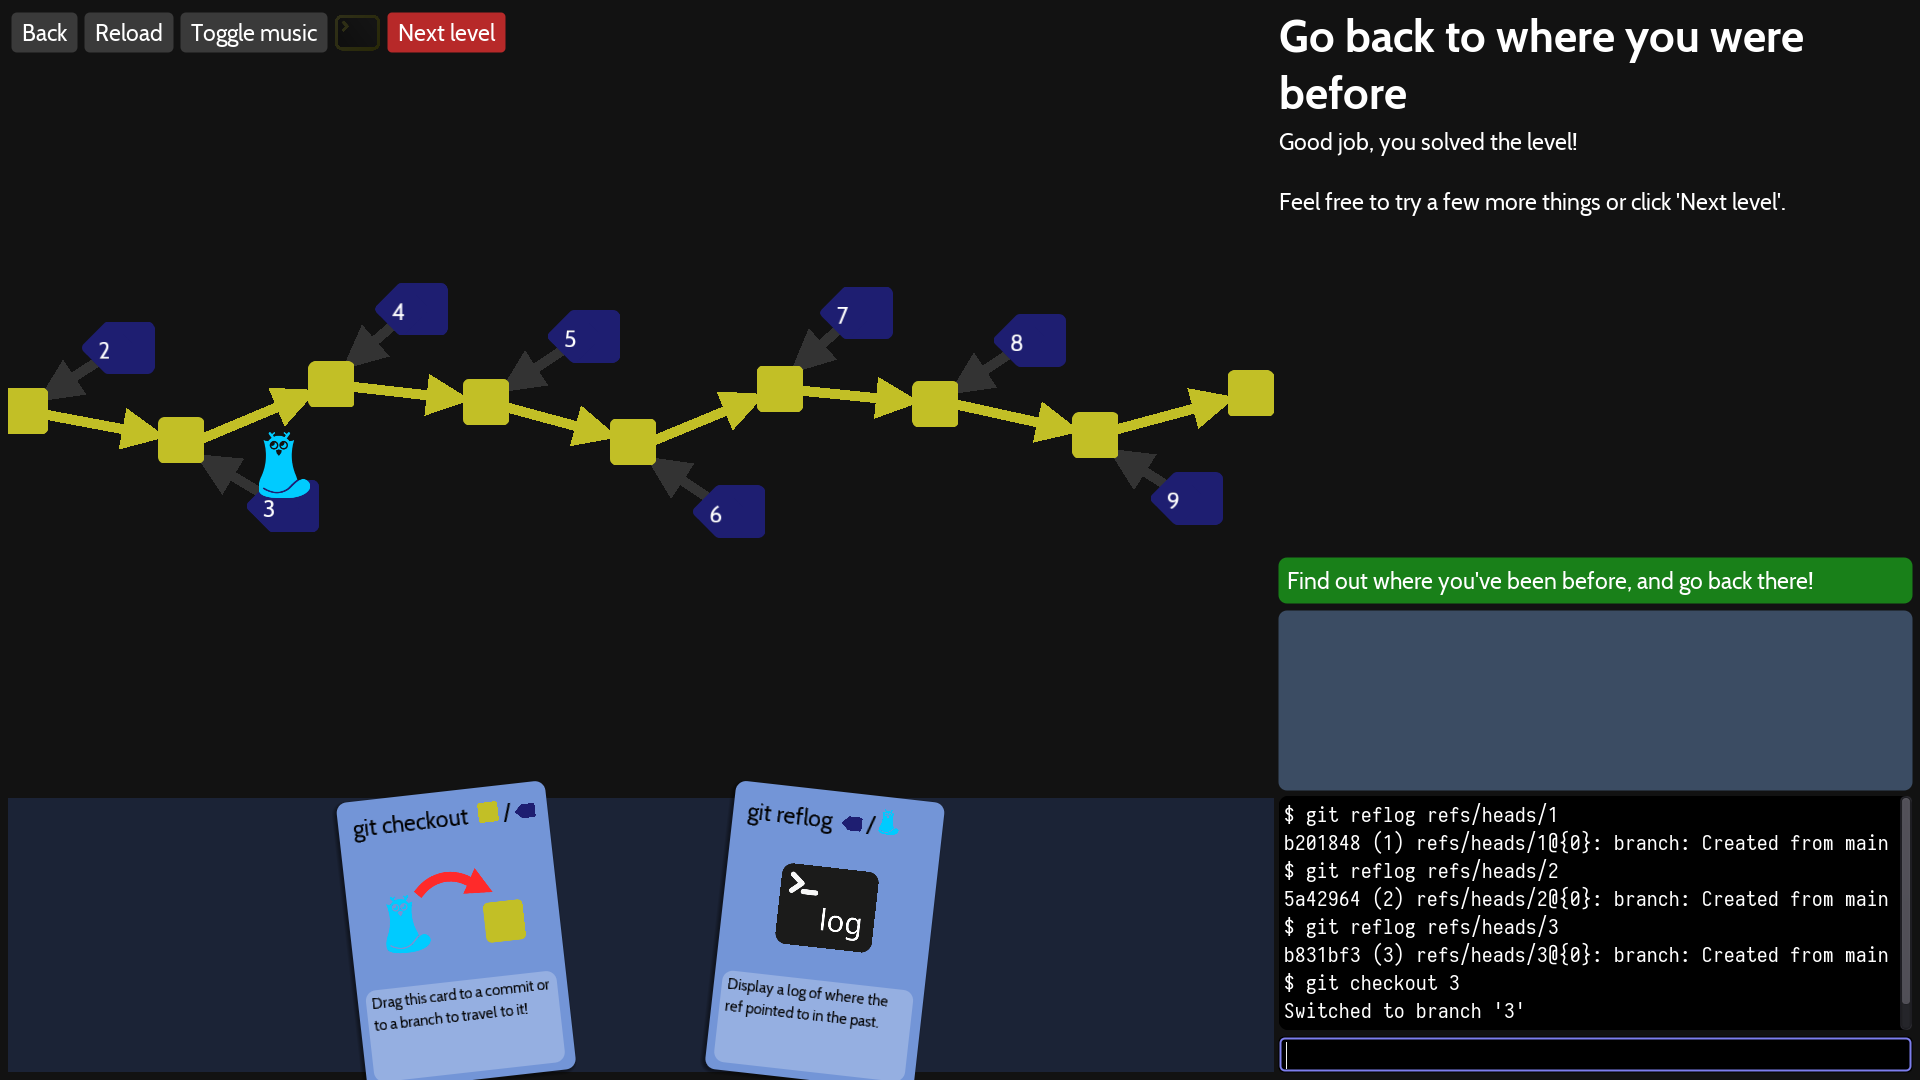 Back
Reload
Toggle music
Next level
Go back to where you were
before
Good job, you solved the level!
Feel free to try a few more things or click 'Next level'.
2
4
5
7
8
3
6
9
Find out where you've been before, and go back there!
git checkout /
Drag this card to a commit or
to a branch to travel to it!
git reflog /
>_
log
Display a log of where the
ref pointed to in the past.
$ git reflog refs/heads/1
b201848 (1) refs/heads/1@{0}: branch: Created from main
$ git reflog refs/heads/2
5a42964 (2) refs/heads/2@{0}: branch: Created from main
$ git reflog refs/heads/3
b831bf3 (3) refs/heads/3@{0}: branch: Created from main
$ git checkout 3
Switched to branch '3'